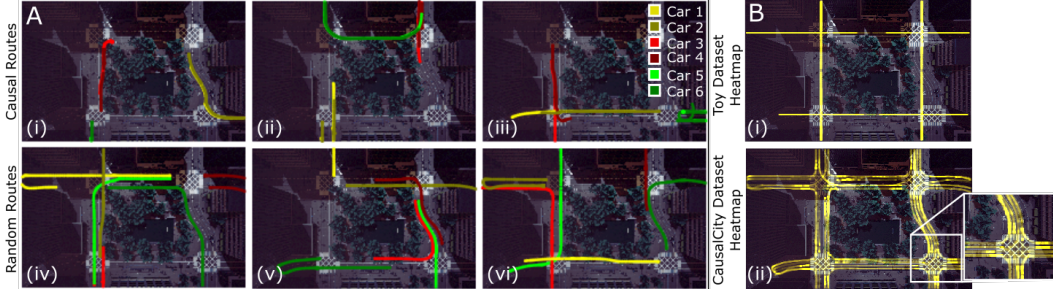 A
B
Causal Routes
(i)
(ii)
(iii)
Car 1
Car 2
Car 3
Car 4
Car 5
Car 6
Toy Dataset
Heatmap
(i)
Random Routes
(iv)
(v)
(vi)
CausalCity Dataset
Heatmap
(ii)